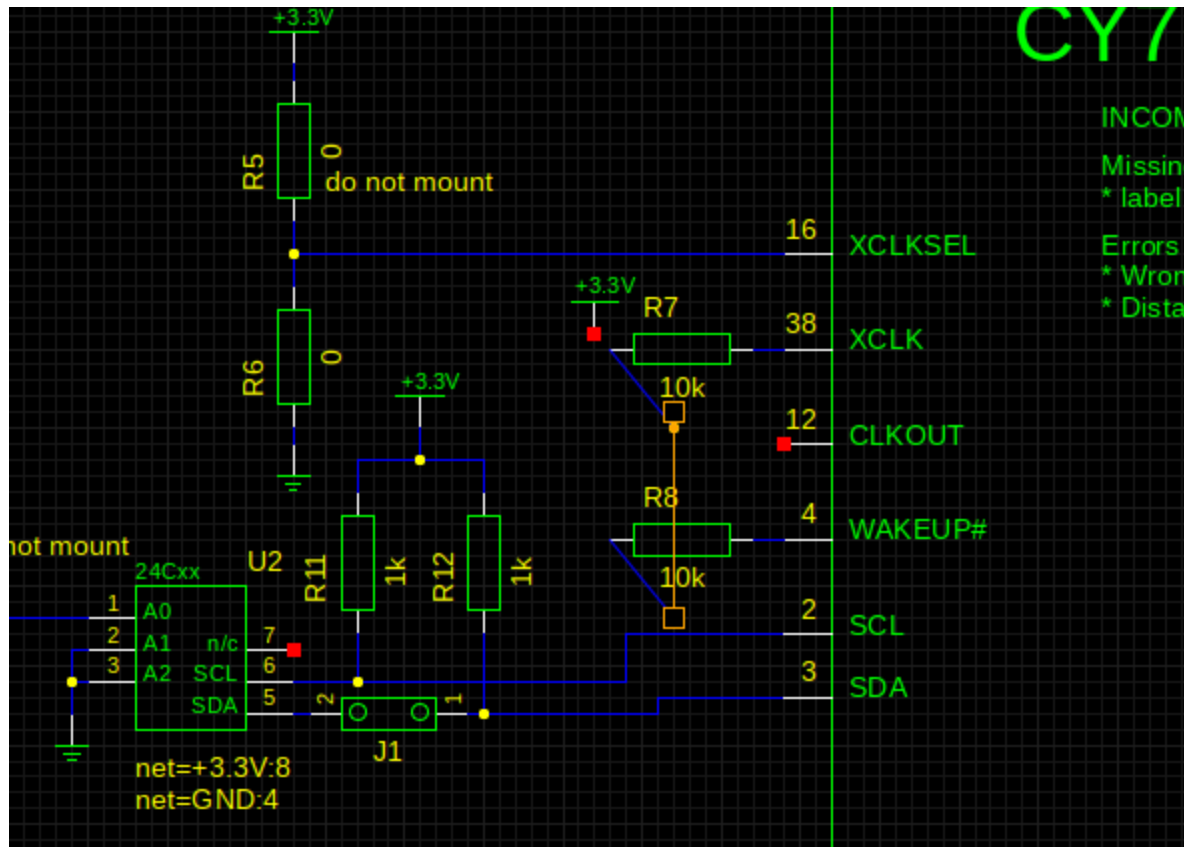 +3.3V
CY7
R5
0
do not mount
INCOM
Missin
* label
16
XCLKSEL
Errors
* Wron
* Dista
+3.3V
R7
38
XCLK
R6
0
+3.3V
10k
12
CLKOUT
R8
4
WAKEUP#
not mount
U2
24Cxx
R11
1k
R12
1k
10k
1
A0
2
A1
n/c
7
3
A2
SCL
6
2
SCL
SDA
5
2
1
3
SDA
J1
net=+3.3V:8
net=GND:4